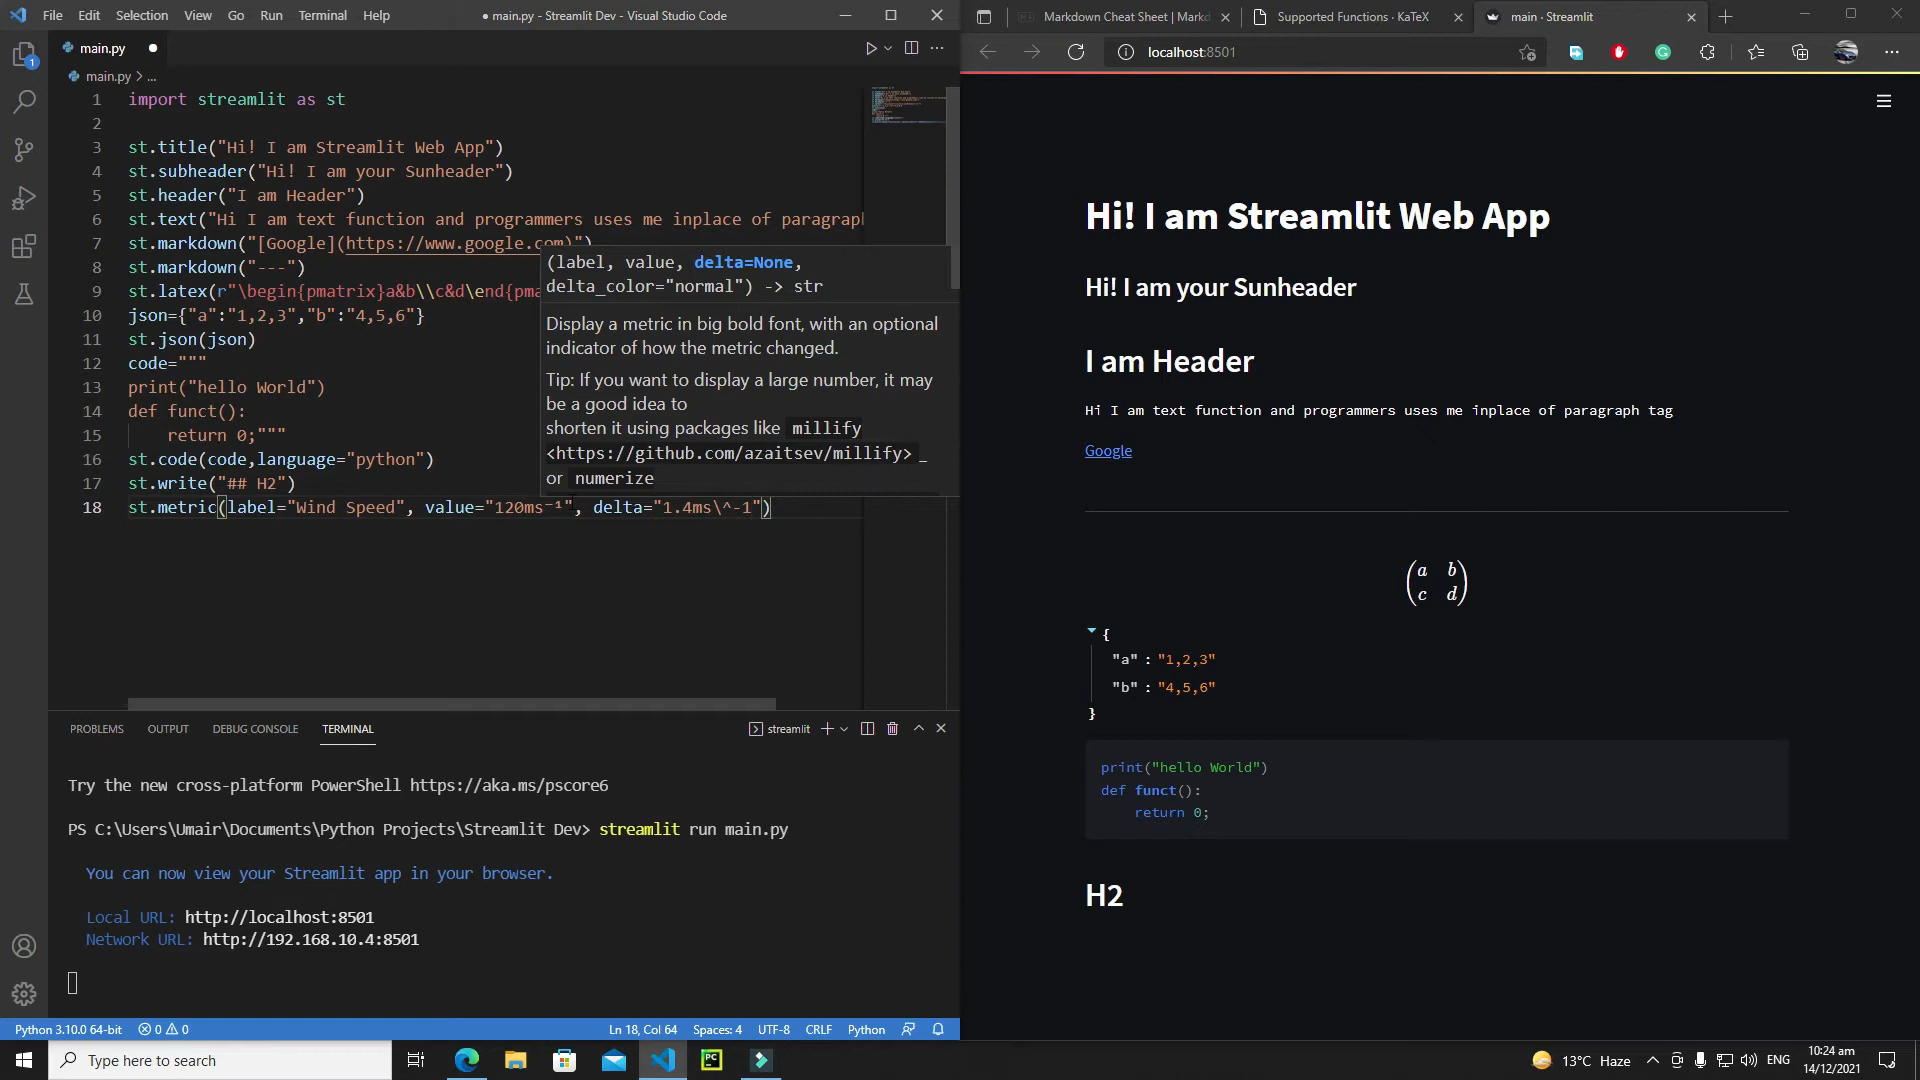 File Edit Selection View Go Run Terminal Help
● main.py - Streamlit Dev - Visual Studio Code
main.py ●
main.py > ...
1 import streamlit as st
2
3 st.title("Hi! I am Streamlit Web App")
4 st.subheader("Hi! I am your Sunheader")
5 st.header("I am Header")
6 st.text("Hi I am text function and programmers uses me inplace of paragraph
7 st.markdown("[Google](https://www.google.com)")
8 st.markdown("---")
9 st.latex(r"\begin{pmatrix}a&b\\c&d\end{pma
10 json={"a":"1,2,3","b":"4,5,6"}
11 st.json(json)
12 code="""
13 print("hello World")
14 def funct():
15     return 0;"""
16 st.code(code,language="python")
17 st.write("## H2")
18 st.metric(label="Wind Speed", value="120ms⁻¹", delta="1.4ms\^-1")
(label, value, delta=None,
delta_color="normal") -> str
Display a metric in big bold font, with an optional
indicator of how the metric changed.
Tip: If you want to display a large number, it may
be a good idea to
shorten it using packages like millify
<https://github.com/azaitsev/millify> _
or numerize
PROBLEMS OUTPUT DEBUG CONSOLE TERMINAL
streamlit
Try the new cross-platform PowerShell https://aka.ms/pscore6
PS C:\Users\Umair\Documents\Python Projects\Streamlit Dev> streamlit run main.py
You can now view your Streamlit app in your browser.
Local URL: http://localhost:8501
Network URL: http://192.168.10.4:8501
1
Python 3.10.0 64-bit 0 0
Ln 18, Col 64 Spaces: 4 UTF-8 CRLF Python
Markdown Cheat Sheet | Markd
Supported Functions · KaTeX
main · Streamlit
localhost:8501
Hi! I am Streamlit Web App
Hi! I am your Sunheader
I am Header
Hi I am text function and programmers uses me inplace of paragraph tag
Google
a b
c d
{
"a" : "1,2,3"
"b" : "4,5,6"
}
print("hello World")
def funct():
    return 0;
H2
Type here to search
PC
13°C Haze
ENG
10:24 am
14/12/2021